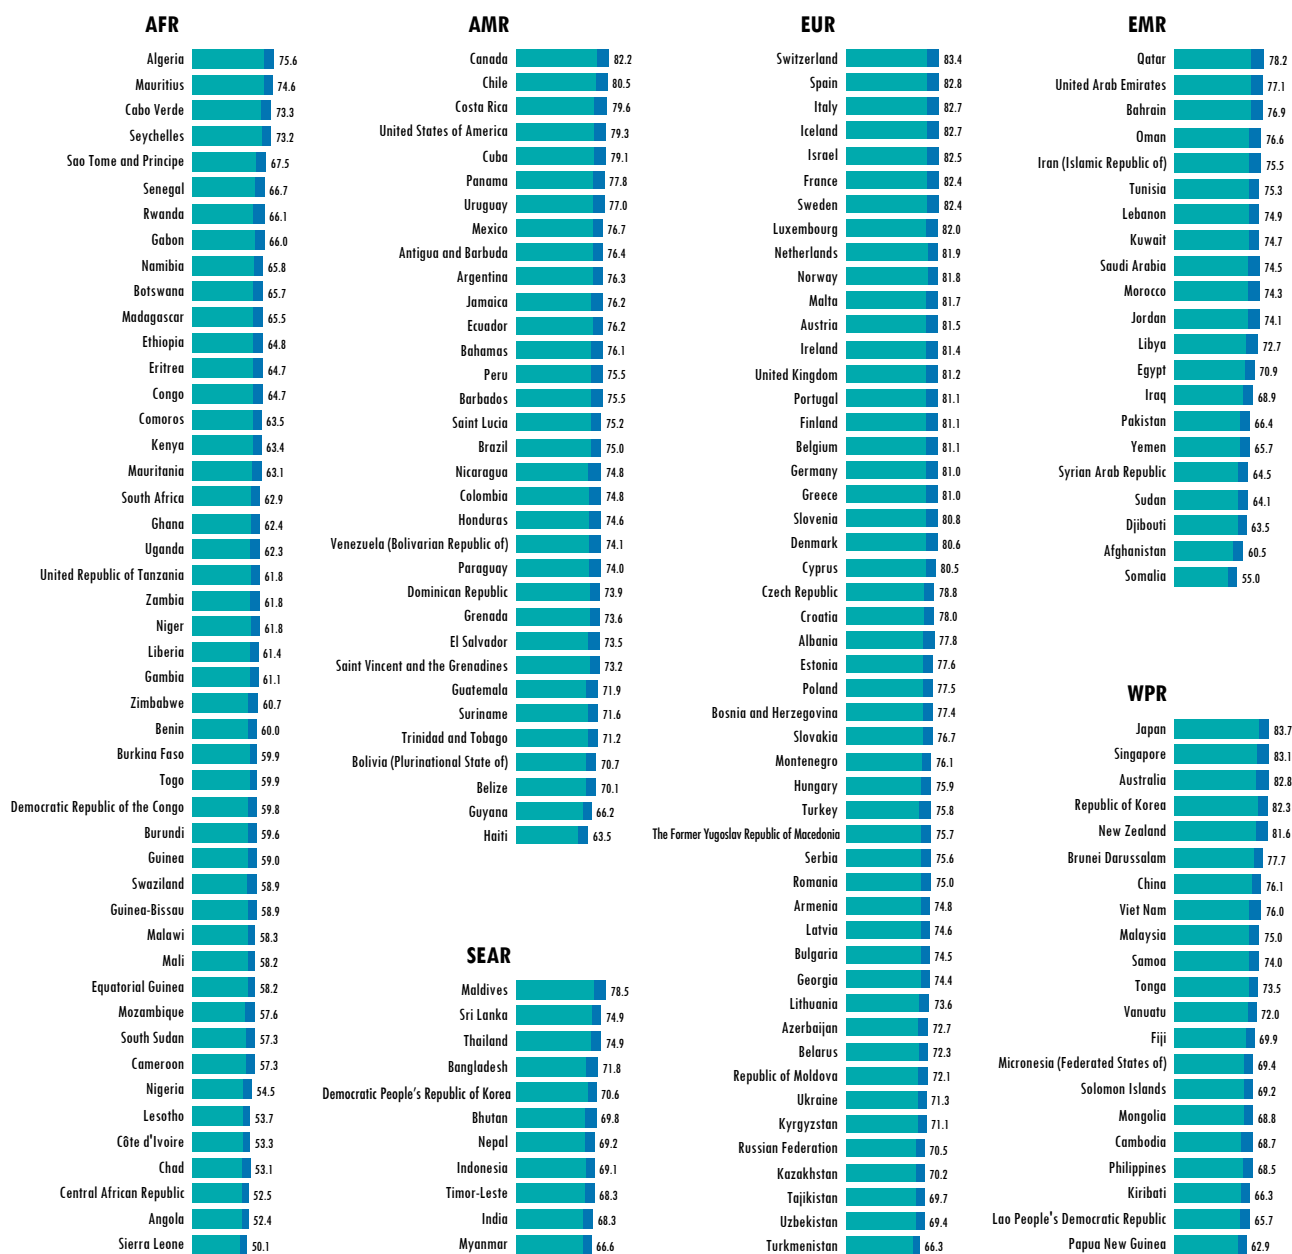 AFR
Algeria 75.6
Mauritius 74.6
Cabo Verde 73.3
Seychelles 73.2
Sao Tome and Principe 67.5
Senegal 66.7
Rwanda 66.1
Gabon 66.0
Namibia 65.8
Botswana 65.7
Madagascar 65.5
Ethiopia 64.8
Eritrea 64.7
Congo 64.7
Comoros 63.5
Kenya 63.4
Mauritania 63.1
South Africa 62.9
Ghana 62.4
Uganda 62.3
United Republic of Tanzania 61.8
Zambia 61.8
Niger 61.8
Liberia 61.4
Gambia 61.1
Zimbabwe 60.7
Benin 60.0
Burkina Faso 59.9
Togo 59.9
Democratic Republic of the Congo 59.8
Burundi 59.6
Guinea 59.0
Swaziland 58.9
Guinea-Bissau 58.9
Malawi 58.3
Mali 58.2
Equatorial Guinea 58.2
Mozambique 57.6
South Sudan 57.3
Cameroon 57.3
Nigeria 54.5
Lesotho 53.7
Côte d'Ivoire 53.3
Chad 53.1
Central African Republic 52.5
Angola 52.4
Sierra Leone 50.1
AMR
Canada 82.2
Chile 80.5
Costa Rica 79.6
United States of America 79.3
Cuba 79.1
Panama 77.8
Uruguay 77.0
Mexico 76.7
Antigua and Barbuda 76.4
Argentina 76.3
Jamaica 76.2
Ecuador 76.2
Bahamas 76.1
Peru 75.5
Barbados 75.5
Saint Lucia 75.2
Brazil 75.0
Nicaragua 74.8
Colombia 74.8
Honduras 74.6
Venezuela (Bolivarian Republic of) 74.1
Paraguay 74.0
Dominican Republic 73.9
Grenada 73.6
El Salvador 73.5
Saint Vincent and the Grenadines 73.2
Guatemala 71.9
Suriname 71.6
Trinidad and Tobago 71.2
Bolivia (Plurinational State of) 70.7
Belize 70.1
Guyana 66.2
Haiti 63.5
SEAR
Maldives 78.5
Sri Lanka 74.9
Thailand 74.9
Bangladesh 71.8
Democratic People's Republic of Korea 70.6
Bhutan 69.8
Nepal 69.2
Indonesia 69.1
Timor-Leste 68.3
India 68.3
Myanmar 66.6
EUR
Switzerland 83.4
Spain 82.8
Italy 82.7
Iceland 82.7
Israel 82.5
France 82.4
Sweden 82.4
Luxembourg 82.0
Netherlands 81.9
Norway 81.8
Malta 81.7
Austria 81.5
Ireland 81.4
United Kingdom 81.2
Portugal 81.1
Finland 81.1
Belgium 81.1
Germany 81.0
Greece 81.0
Slovenia 80.8
Denmark 80.6
Cyprus 80.5
Czech Republic 78.8
Croatia 78.0
Albania 77.8
Estonia 77.6
Poland 77.5
Bosnia and Herzegovina 77.4
Slovakia 76.7
Montenegro 76.1
Hungary 75.9
Turkey 75.8
The Former Yugoslav Republic of Macedonia 75.7
Serbia 75.6
Romania 75.0
Armenia 74.8
Latvia 74.6
Bulgaria 74.5
Georgia 74.4
Lithuania 73.6
Azerbaijan 72.7
Belarus 72.3
Republic of Moldova 72.1
Ukraine 71.3
Kyrgyzstan 71.1
Russian Federation 70.5
Kazakhstan 70.2
Tajikistan 69.7
Uzbekistan 69.4
Turkmenistan 66.3
EMR
Qatar 78.2
United Arab Emirates 77.1
Bahrain 76.9
Oman 76.6
Iran (Islamic Republic of) 75.5
Tunisia 75.3
Lebanon 74.9
Kuwait 74.7
Saudi Arabia 74.5
Morocco 74.3
Jordan 74.1
Libya 72.7
Egypt 70.9
Iraq 68.9
Pakistan 66.4
Yemen 65.7
Syrian Arab Republic 64.5
Sudan 64.1
Djibouti 63.5
Afghanistan 60.5
Somalia 55.0
WPR
Japan 83.7
Singapore 83.1
Australia 82.8
Republic of Korea 82.3
New Zealand 81.6
Brunei Darussalam 77.7
China 76.1
Viet Nam 76.0
Malaysia 75.0
Samoa 74.0
Tonga 73.5
Vanuatu 72.0
Fiji 69.9
Micronesia (Federated States of) 69.4
Solomon Islands 69.2
Mongolia 68.8
Cambodia 68.7
Philippines 68.5
Kiribati 66.3
Lao People's Democratic Republic 65.7
Papua New Guinea 62.9